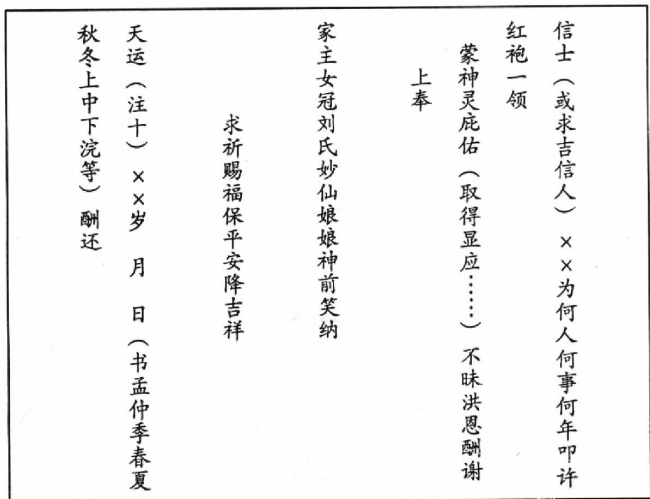 信士（或求吉信人）××为何人何事何年叩许
红袍一领
蒙神灵庇佑（取得显应……）不昧洪恩酬谢
上奉
家主女冠刘氏妙仙娘娘神前笑纳
求祈赐福保平安降吉祥
天运（注十）××岁 月 日（书孟仲季春夏
秋冬上中下浣等）酬还